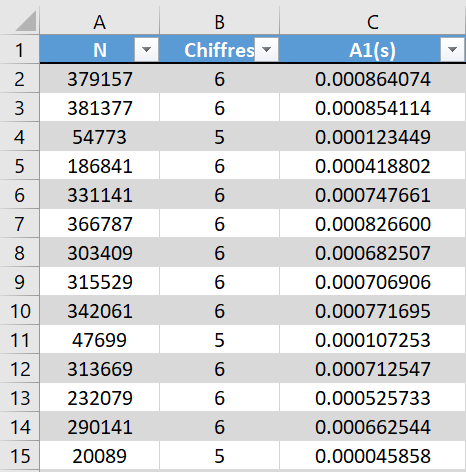 A B C
1 N Chiffres A1(s)
2 379157 6 0.000864074
3 381377 6 0.000854114
4 54773 5 0.000123449
5 186841 6 0.000418802
6 331141 6 0.000747661
7 366787 6 0.000826600
8 303409 6 0.000682507
9 315529 6 0.000706906
10 342061 6 0.000771695
11 47699 5 0.000107253
12 313669 6 0.000712547
13 232079 6 0.000525733
14 290141 6 0.000662544
15 20089 5 0.000045858